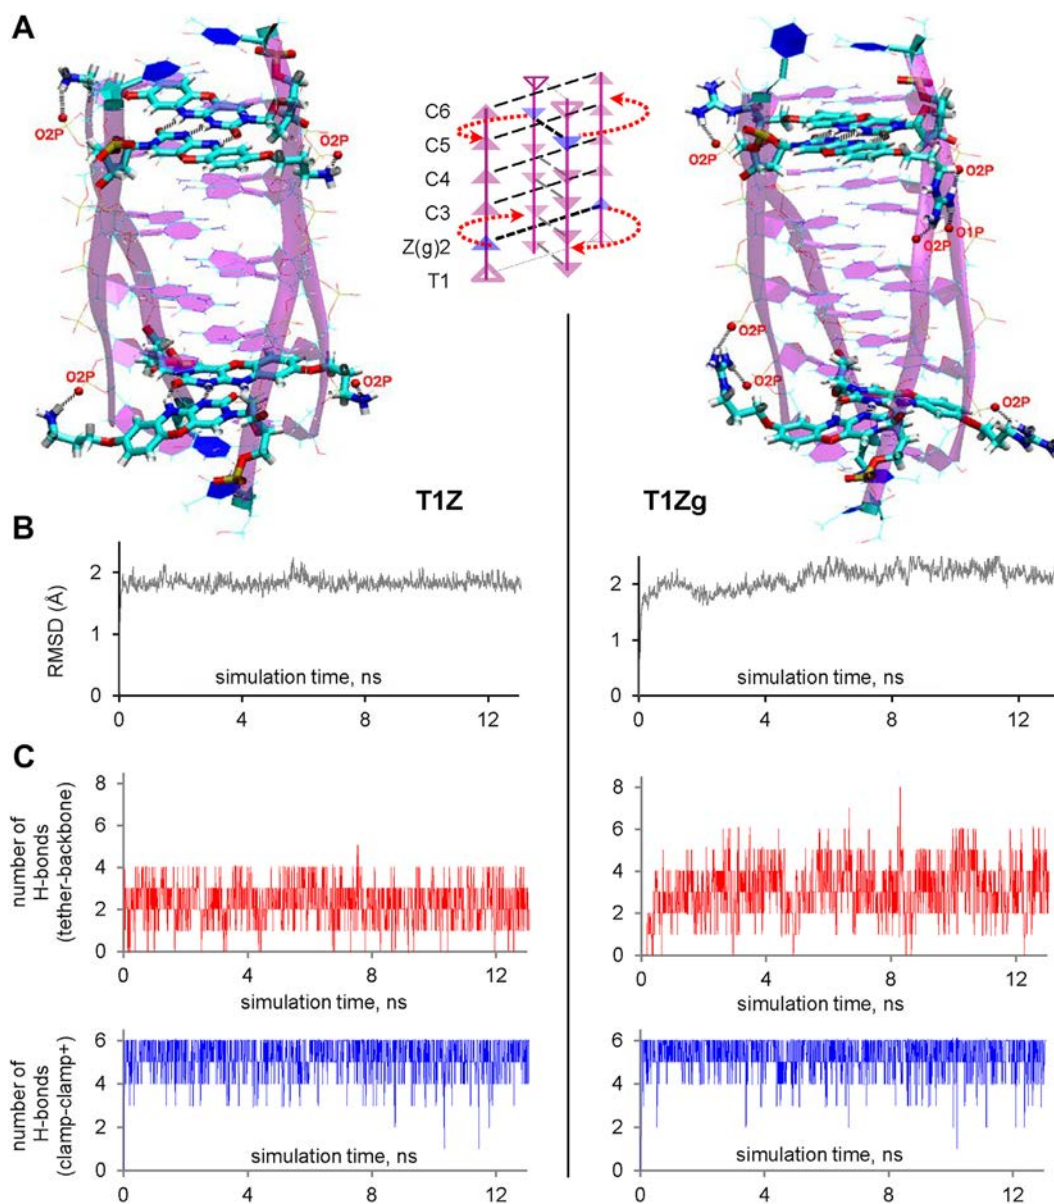 A
O2P
O2P
O2P
O2P
C6
C5
C4
C3
Z(g)2
T1
O2P
O2P
O1P
O2P
O2P
O2P
O2P
T1Z
T1Zg
B
RMSD (Å)
2
1
0
simulation time, ns
0 4 8 12
2
1
0
simulation time, ns
0 4 8 12
C
number of
H-bonds
(tether-backbone)
8
6
4
2
0
0 4 8 12
simulation time, ns
8
6
4
2
0
0 4 8 12
simulation time, ns
number of
H-bonds
(clamp-clamp+)
6
4
2
0
simulation time, ns
0 4 8 12
6
4
2
0
simulation time, ns
0 4 8 12